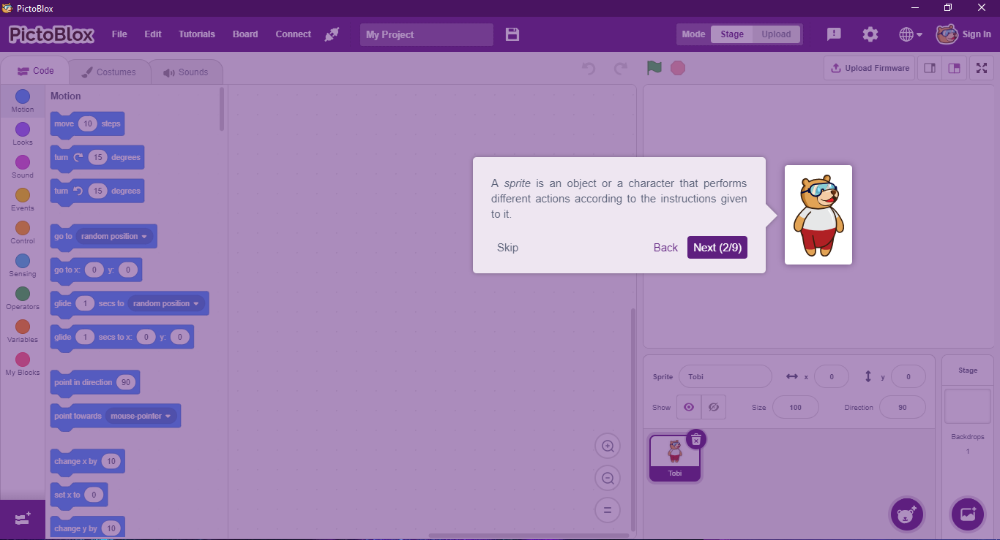 PictoBlox
PictoBlox File Edit Tutorials Board Connect My Project Mode Stage Upload Sign In
Code Costumes Sounds Upload Firmware
Motion
Looks
Sound
Events
Control
Sensing
Operators
Variables
My Blocks
Motion
move 10 steps
turn 15 degrees
turn 15 degrees
go to random position
go to x: 0 y: 0
glide 1 secs to random position
glide 1 secs to x: 0 y: 0
point in direction 90
point towards mouse-pointer
change x by 10
set x to 0
change y by 10
A sprite is an object or a character that performs
different actions according to the instructions given
to it.
Skip Back Next (2/9)
Sprite Tobi x 0 y 0
Show Size 100 Direction 90
Tobi
Stage
Backdrops
1